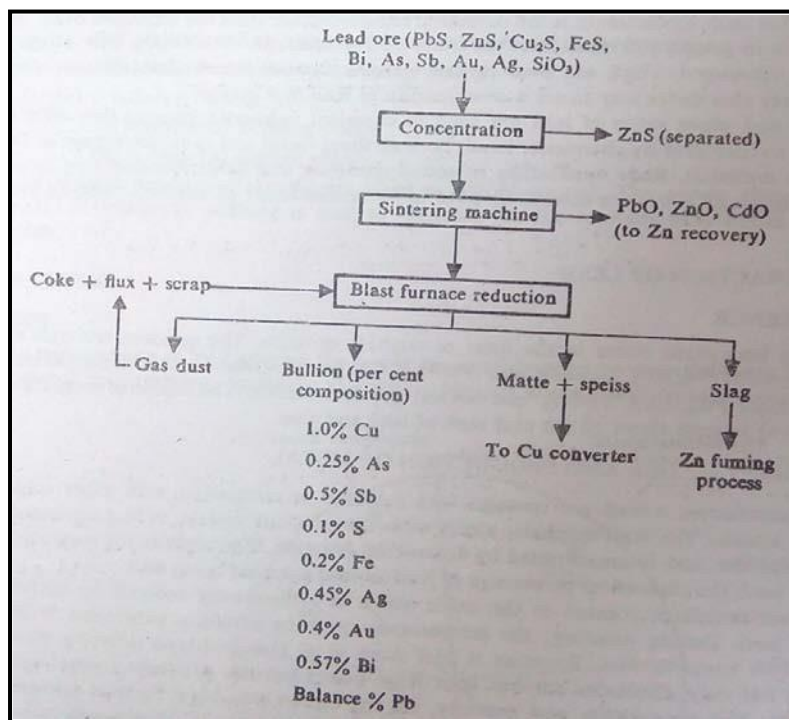 Lead ore (PbS, ZnS, Cu₂S, FeS,
Bi, As, Sb, Au, Ag, SiO₃)
Concentration
ZnS (separated)
Sintering machine
PbO, ZnO, CdO
(to Zn recovery)
Coke + flux + scrap
Blast furnace reduction
Gas dust
Bullion (per cent
composition)
1.0% Cu
0.25% As
0.5% Sb
0.1% S
0.2% Fe
0.45% Ag
0.4% Au
0.57% Bi
Balance % Pb
Matte + speiss
To Cu converter
Slag
Zn fuming
process